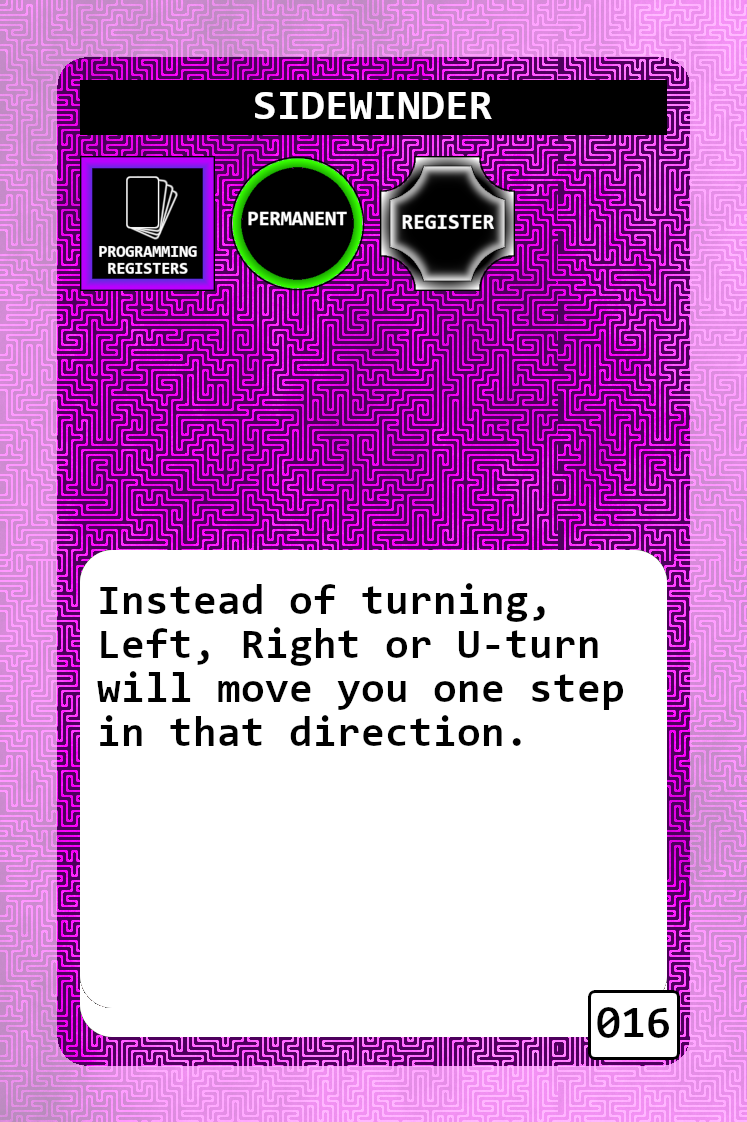 SIDEWINDER
PROGRAMMING
REGISTERS
PERMANENT
REGISTER
Instead of turning,
Left, Right or U-turn
will move you one step
in that direction.
016